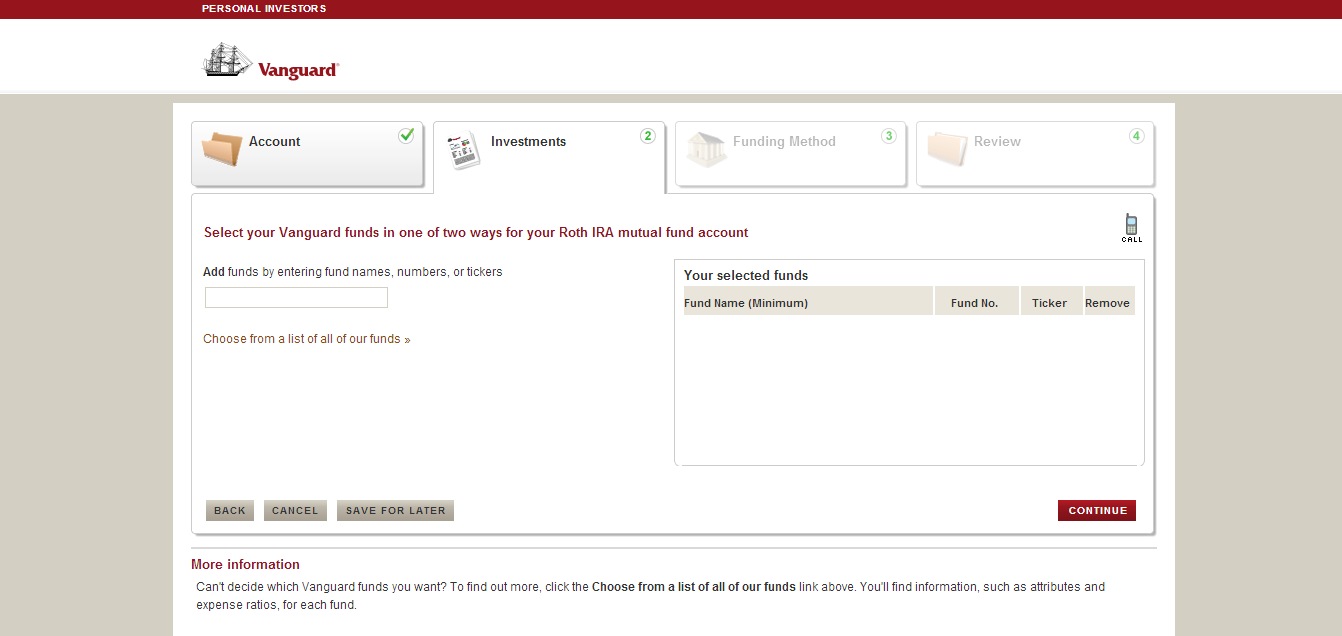 PERSONAL INVESTORS
Vanguard®
Account
Investments 2
Funding Method 3
Review 4
Select your Vanguard funds in one of two ways for your Roth IRA mutual fund account
CALL
Add funds by entering fund names, numbers, or tickers
Choose from a list of all of our funds »
Your selected funds
Fund Name (Minimum) Fund No. Ticker Remove
BACK CANCEL SAVE FOR LATER CONTINUE
More information
Can't decide which Vanguard funds you want? To find out more, click the Choose from a list of all of our funds link above. You'll find information, such as attributes and
expense ratios, for each fund.